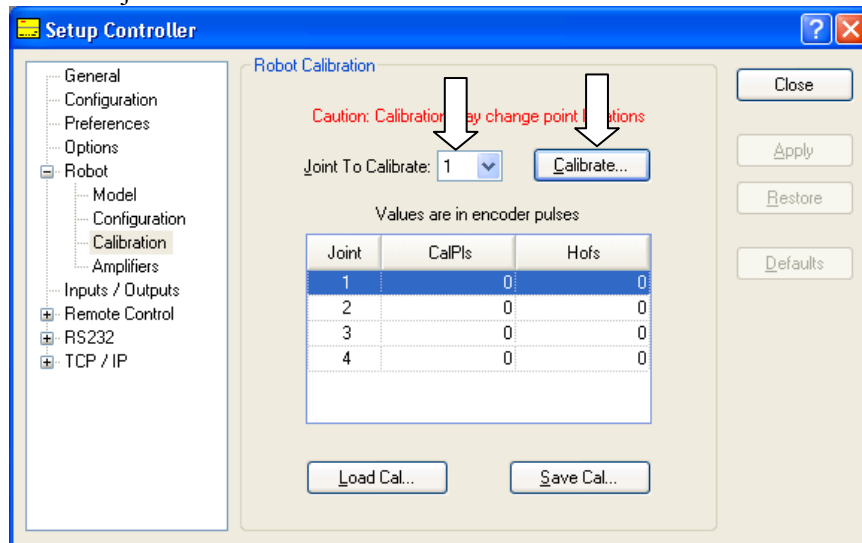 Setup Controller
General
Configuration
Preferences
Options
Robot
Model
Configuration
Calibration
Amplifiers
Inputs / Outputs
Remote Control
RS232
TCP / IP
Robot Calibration
Caution: Calibration may change point locations
Joint To Calibrate: 1 Calibrate...
Values are in encoder pulses
Joint CalPls Hofs
1 0 0
2 0 0
3 0 0
4 0 0
Load Cal... Save Cal...
Close
Apply
Restore
Defaults